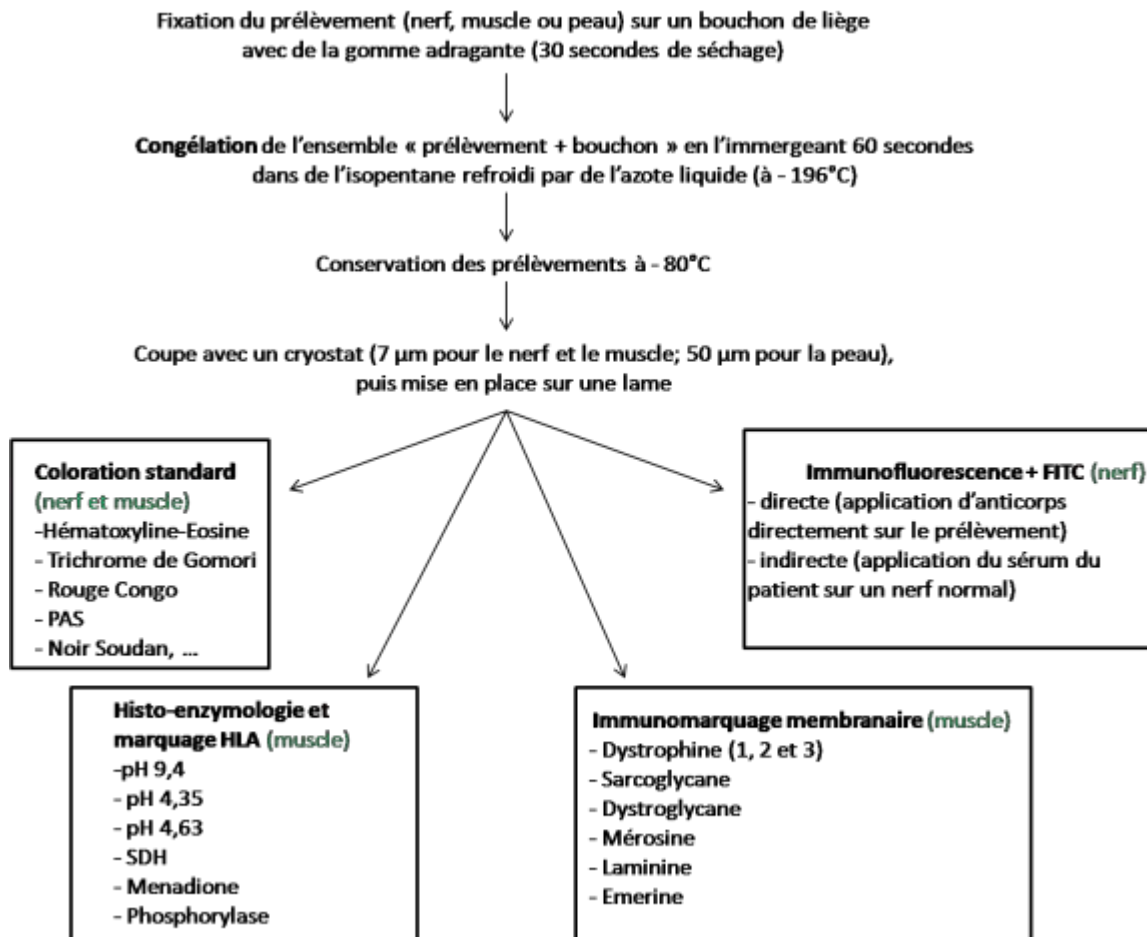 Fixation du prélèvement (nerf, muscle ou peau) sur un bouchon de liège
avec de la gomme adragante (30 secondes de séchage)
Congélation de l'ensemble « prélèvement + bouchon » en l'immergeant 60 secondes
dans de l'isopentane refroidi par de l'azote liquide (à - 196°C)
Conservation des prélèvements à - 80°C
Coupe avec un cryostat (7 µm pour le nerf et le muscle; 50 µm pour la peau),
puis mise en place sur une lame
Coloration standard
(nerf et muscle)
-Hématoxyline-Eosine
- Trichrome de Gomori
- Rouge Congo
- PAS
- Noir Soudan, ...
Immunofluorescence + FITC (nerf)
- directe (application d'anticorps
directement sur le prélèvement)
- indirecte (application du sérum du
patient sur un nerf normal)
Histo-enzymologie et
marquage HLA (muscle)
-pH 9,4
- pH 4,35
- pH 4,63
- SDH
- Menadione
- Phosphorylase
Immunomarquage membranaire (muscle)
- Dystrophine (1, 2 et 3)
- Sarcoglycane
- Dystroglycane
- Mérosine
- Laminine
- Emerine